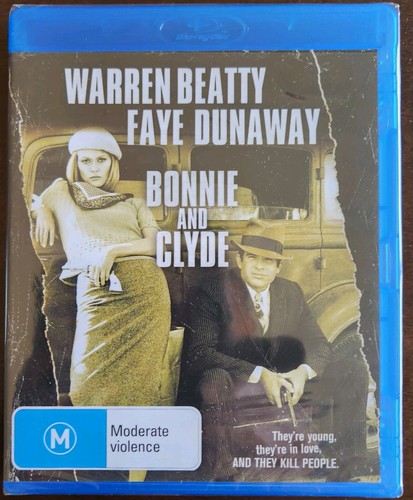 WARREN BEATTY
FAYE DUNAWAY
BONNIE
AND
CLYDE
M
Moderate
violence
They're young,
they're in love,
AND THEY KILL PEOPLE.